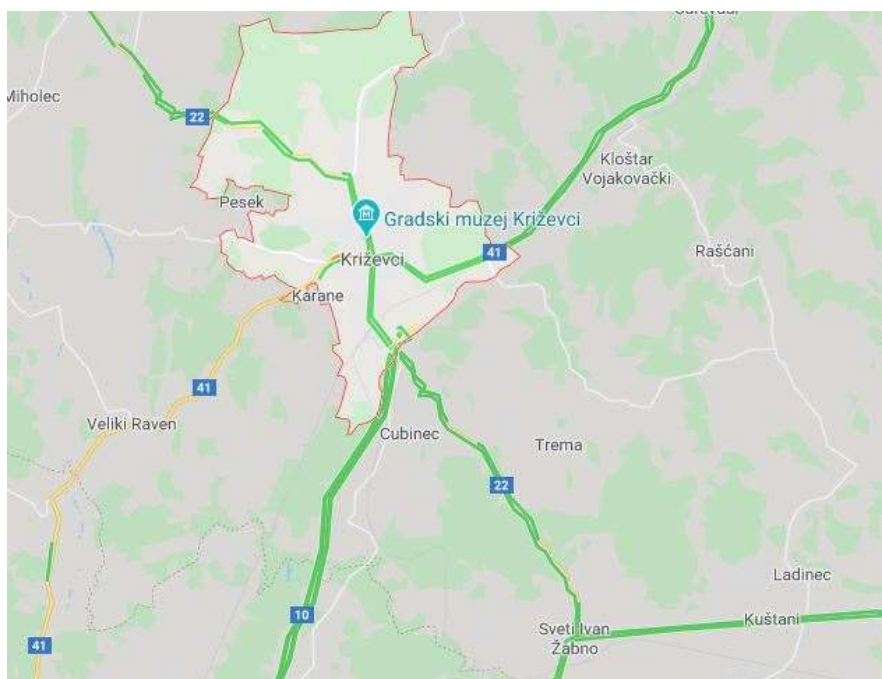 Miholec
22
Kloštar
Vojakovački
Pesek
Gradski muzej Križevci
41
Rašćani
Križevci
Karane
41
Veliki Raven
Cubinec
Trema
22
Ladinec
10
Kuštani
Sveti Ivan
Žabno
41